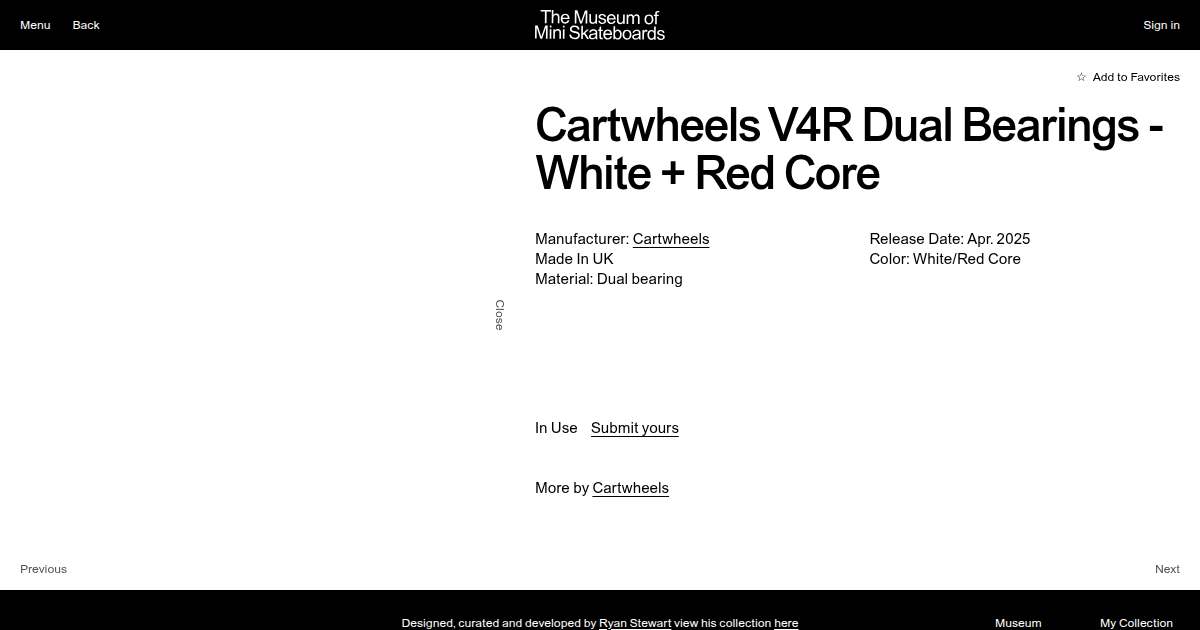 Menu Back
The Museum of
Mini Skateboards
Sign in
☆ Add to Favorites
Cartwheels V4R Dual Bearings -
White + Red Core
Manufacturer: Cartwheels
Made In UK
Material: Dual bearing
Release Date: Apr. 2025
Color: White/Red Core
Close
In Use Submit yours
More by Cartwheels
Previous
Next
Designed, curated and developed by Ryan Stewart view his collection here
Museum
My Collection